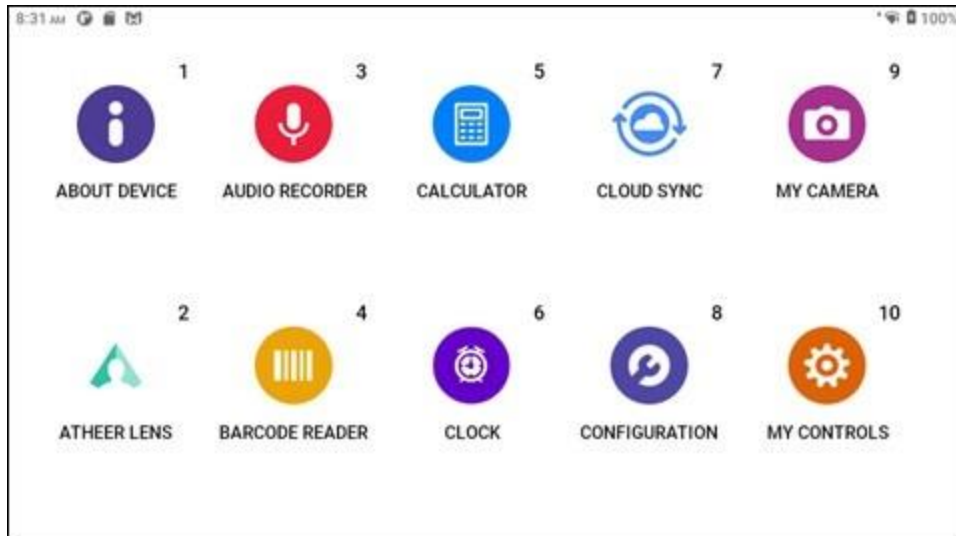 8:31 AM 100%
1 3 5 7 9
ABOUT DEVICE AUDIO RECORDER CALCULATOR CLOUD SYNC MY CAMERA
2 4 6 8 10
ATHEER LENS BARCODE READER CLOCK CONFIGURATION MY CONTROLS